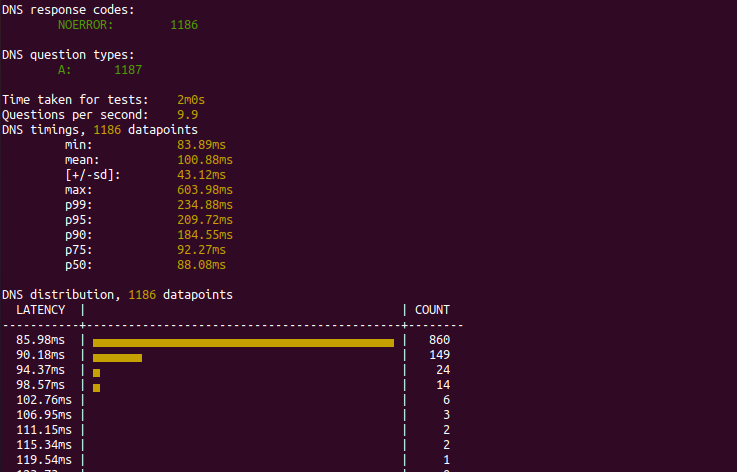 DNS response codes:
NOERROR: 1186
DNS question types:
A: 1187
Time taken for tests: 2m0s
Questions per second: 9.9
DNS timings, 1186 datapoints
min: 83.89ms
mean: 100.88ms
[+/-sd]: 43.12ms
max: 603.98ms
p99: 234.88ms
p95: 209.72ms
p90: 184.55ms
p75: 92.27ms
p50: 88.08ms
DNS distribution, 1186 datapoints
LATENCY | | COUNT
-----------+---------------------------------------------+--------
85.98ms | | 860
90.18ms | | 149
94.37ms | | 24
98.57ms | | 14
102.76ms | | 6
106.95ms | | 3
111.15ms | | 2
115.34ms | | 2
119.54ms | | 1